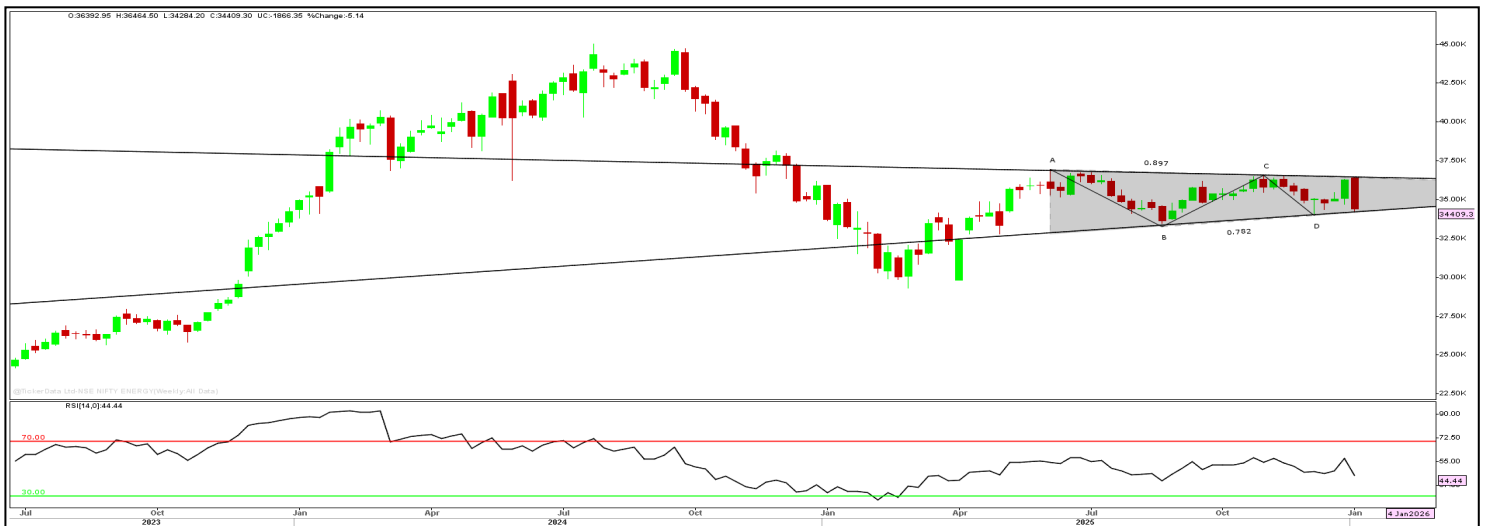 O:36392.95 H:36464.50 L:34284.20 C:34409.30 UC:-1866.35 %Change:-5.14
45.00K
42.50K
40.00K
37.50K
35.00K
34409.3
32.50K
30.00K
27.50K
25.00K
22.50K
A
0.897
C
B
0.782
D
@TickerData Ltd-NSE NIFTY ENERGY(Weekly:All Data)
RSI[14,0]:44.44
70.00
30.00
90.00
72.50
55.00
44.44
Jul Oct Jan Apr Jul Oct Jan Apr Jul Oct Jan 4 Jan2026
2023 2024 2025